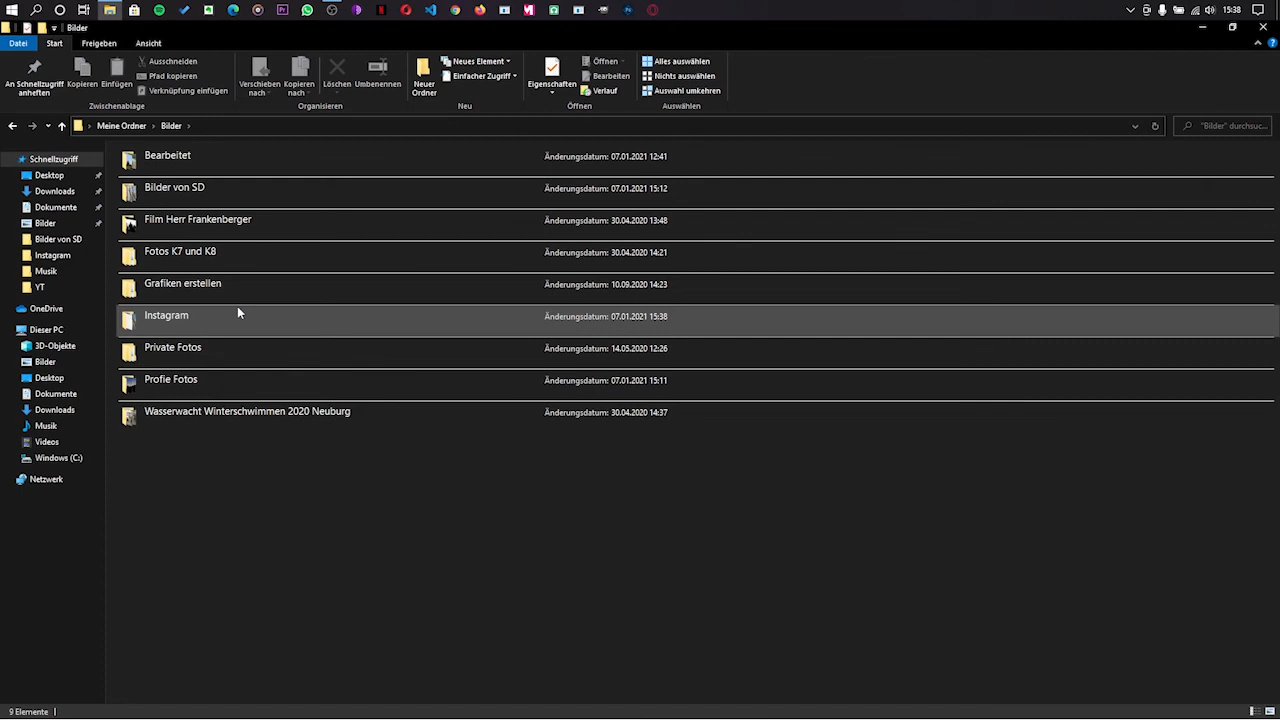 15:38
Bilder
Datei Start Freigeben Ansicht
An Schnellzugriff anheften
Kopieren
Einfügen
Ausschneiden
Pfad kopieren
Verknüpfung einfügen
Zwischenablage
Verschieben nach
Kopieren nach
Löschen
Umbenennen
Organisieren
Neuer Ordner
Neues Element
Einfacher Zugriff
Neu
Eigenschaften
Öffnen
Bearbeiten
Verlauf
Öffnen
Alles auswählen
Nichts auswählen
Auswahl umkehren
Auswählen
Meine Ordner > Bilder >
"Bilder" durchsuc...
Schnellzugriff
Desktop
Downloads
Dokumente
Bilder
Bilder von SD
Instagram
Musik
YT
OneDrive
Dieser PC
3D-Objekte
Bilder
Desktop
Dokumente
Downloads
Musik
Videos
Windows (C:)
Netzwerk
Bearbeitet Änderungsdatum: 07.01.2021 12:41
Bilder von SD Änderungsdatum: 07.01.2021 15:12
Film Herr Frankenberger Änderungsdatum: 30.04.2020 13:48
Fotos K7 und K8 Änderungsdatum: 30.04.2020 14:21
Grafiken erstellen Änderungsdatum: 10.09.2020 14:23
Instagram Änderungsdatum: 07.01.2021 15:38
Private Fotos Änderungsdatum: 14.05.2020 12:26
Profie Fotos Änderungsdatum: 07.01.2021 15:11
Wasserwacht Winterschwimmen 2020 Neuburg Änderungsdatum: 30.04.2020 14:37
9 Elemente